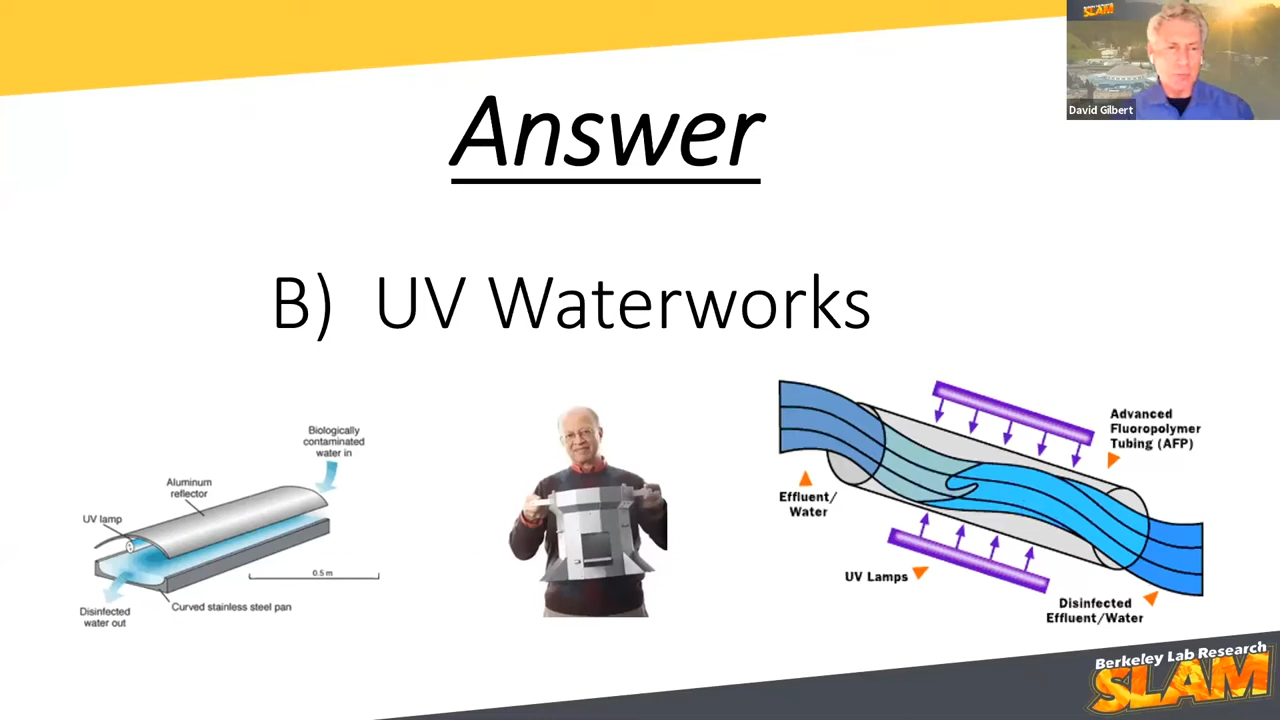 SLAM
David Gilbert
Answer
B) UV Waterworks
Biologically
contaminated
water in
Aluminum
reflector
UV lamp
0.5 m
Curved stainless steel pan
Disinfected
water out
Advanced
Fluoropolymer
Tubing (AFP)
Effluent/
Water
UV Lamps
Disinfected
Effluent/Water
Berkeley Lab Research
SLAM